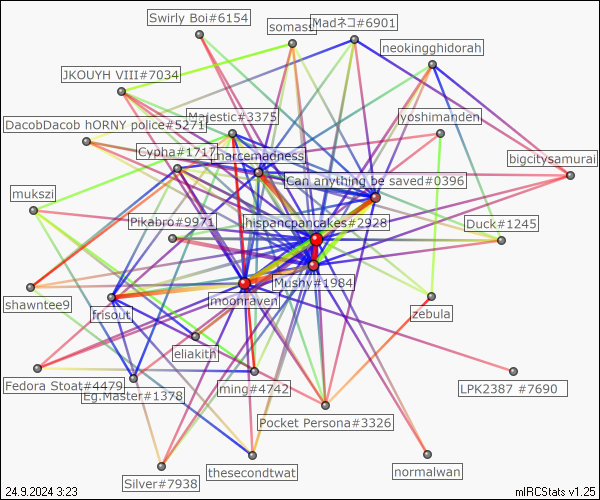 Swirly Boi#6154
somass
Madネコ#6901
neokingghidorah
JKOUYH VIII#7034
Majestic#3375
yoshimanden
DacobDacob hORNY police#5271
Cypha#1717
harcemadness
bigcitysamurai
Can anything be saved#0396
mukszi
Pikabro#9971
hispancpancakes#2928
Duck#1245
Mushy#1984
shawntee9
frisout
moonraven
zebula
eliakith
Fedora Stoat#4479
Eg.Master#1378
ming#4742
LPK2387 #7690
Pocket Persona#3326
thesecondtwat
normalwan
Silver#7938
24.9.2024 3:23
mIRCStats v1.25